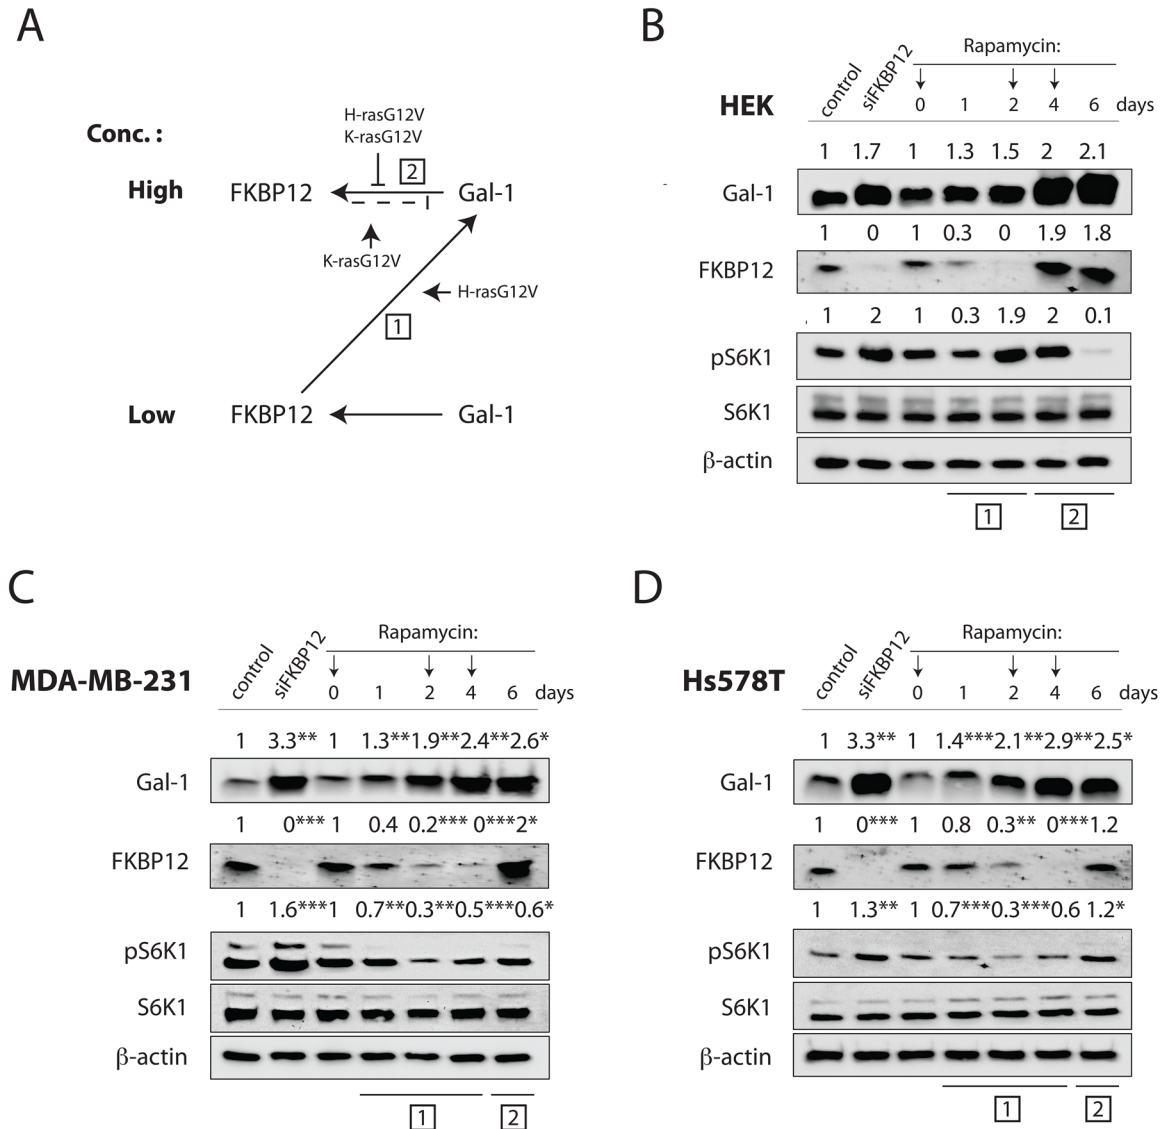 A
Conc. :
H-rasG12V
K-rasG12V
2
High FKBP12 Gal-1
K-rasG12V
H-rasG12V
1
Low FKBP12 Gal-1
B
HEK
control siFKBP12 Rapamycin:
0 1 2 4 6 days
1 1.7 1 1.3 1.5 2 2.1
Gal-1
1 0 1 0.3 0 1.9 1.8
FKBP12
1 2 1 0.3 1.9 2 0.1
pS6K1
S6K1
β-actin
1 2
C
MDA-MB-231
control siFKBP12 Rapamycin:
0 1 2 4 6 days
1 3.3** 1 1.3** 1.9** 2.4** 2.6*
Gal-1
1 0*** 1 0.4 0.2*** 0*** 2*
FKBP12
1 1.6*** 1 0.7** 0.3** 0.5*** 0.6*
pS6K1
S6K1
β-actin
1 2
D
Hs578T
control siFKBP12 Rapamycin:
0 1 2 4 6 days
1 3.3** 1 1.4*** 2.1** 2.9** 2.5*
Gal-1
1 0*** 1 0.8 0.3** 0*** 1.2
FKBP12
1 1.3** 1 0.7*** 0.3*** 0.6 1.2*
pS6K1
S6K1
β-actin
1 2